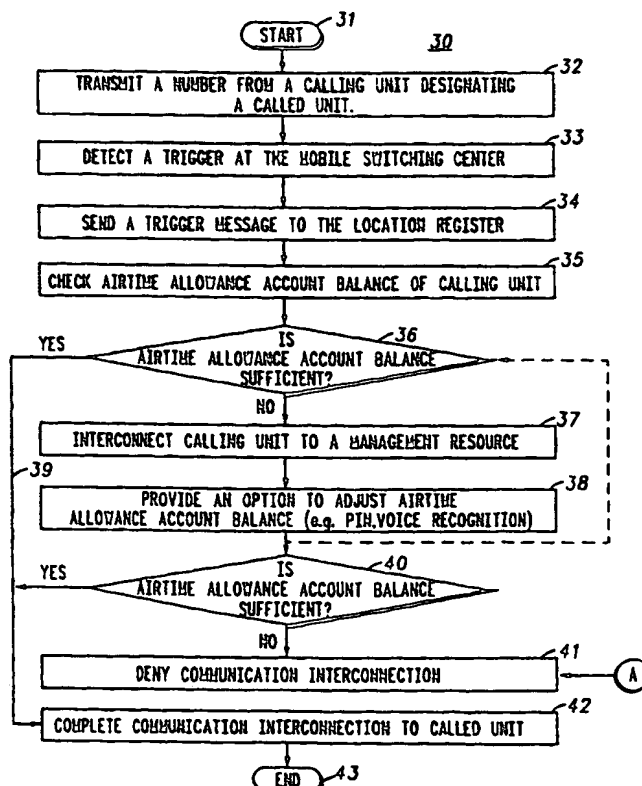 START
31
30
32
TRANSMIT A NUMBER FROM A CALLING UNIT DESIGNATING
A CALLED UNIT.
33
DETECT A TRIGGER AT THE MOBILE SWITCHING CENTER
34
SEND A TRIGGER MESSAGE TO THE LOCATION REGISTER
35
CHECK AIRTIME ALLOWANCE ACCOUNT BALANCE OF CALLING UNIT
36
YES
IS
AIRTIME ALLOWANCE ACCOUNT BALANCE
SUFFICIENT?
NO
37
INTERCONNECT CALLING UNIT TO A MANAGEMENT RESOURCE
39
38
PROVIDE AN OPTION TO ADJUST AIRTIME
ALLOWANCE ACCOUNT BALANCE (e.g. PIN,VOICE RECOGNITION)
40
YES
IS
AIRTIME ALLOWANCE ACCOUNT BALANCE
SUFFICIENT?
NO
41
DENY COMMUNICATION INTERCONNECTION
A
42
COMPLETE COMMUNICATION INTERCONNECTION TO CALLED UNIT
END
43